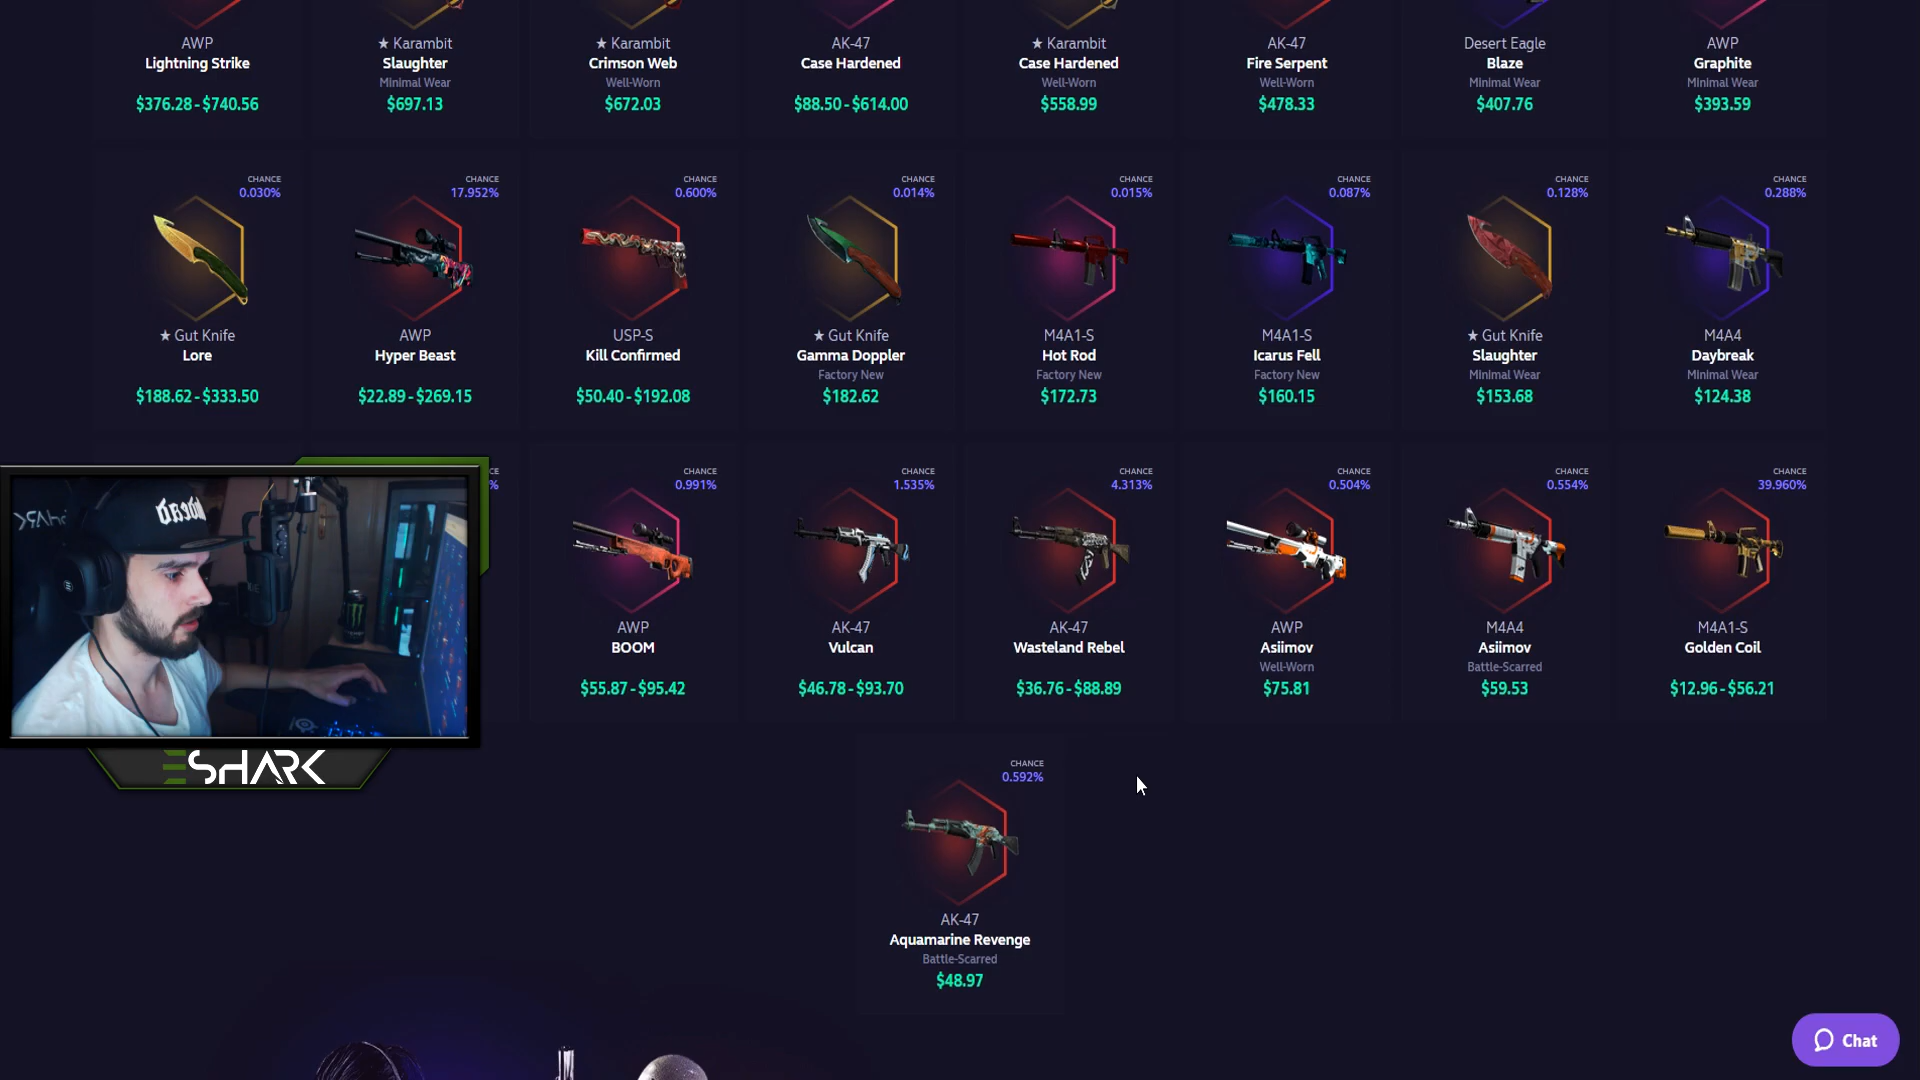 AWP
Lightning Strike
$376.28 - $740.56
★ Karambit
Slaughter
Minimal Wear
$697.13
★ Karambit
Crimson Web
Well-Worn
$672.03
AK-47
Case Hardened
$88.50 - $614.00
★ Karambit
Case Hardened
Well-Worn
$558.99
AK-47
Fire Serpent
Well-Worn
$478.33
Desert Eagle
Blaze
Minimal Wear
$407.76
AWP
Graphite
Minimal Wear
$393.59
CHANCE
0.030%
★ Gut Knife
Lore
$188.62 - $333.50
CHANCE
17.952%
AWP
Hyper Beast
$22.89 - $269.15
CHANCE
0.600%
USP-S
Kill Confirmed
$50.40 - $192.08
CHANCE
0.014%
★ Gut Knife
Gamma Doppler
Factory New
$182.62
CHANCE
0.015%
M4A1-S
Hot Rod
Factory New
$172.73
CHANCE
0.087%
M4A1-S
Icarus Fell
Factory New
$160.15
CHANCE
0.128%
★ Gut Knife
Slaughter
Minimal Wear
$153.68
CHANCE
0.288%
M4A4
Daybreak
Minimal Wear
$124.38
CE
%
CHANCE
0.991%
AWP
BOOM
$55.87 - $95.42
CHANCE
1.535%
AK-47
Vulcan
$46.78 - $93.70
CHANCE
4.313%
AK-47
Wasteland Rebel
$36.76 - $88.89
CHANCE
0.504%
AWP
Asiimov
Well-Worn
$75.81
CHANCE
0.554%
M4A4
Asiimov
Battle-Scarred
$59.53
CHANCE
39.960%
M4A1-S
Golden Coil
$12.96 - $56.21
ESHARK
CHANCE
0.592%
AK-47
Aquamarine Revenge
Battle-Scarred
$48.97
Chat